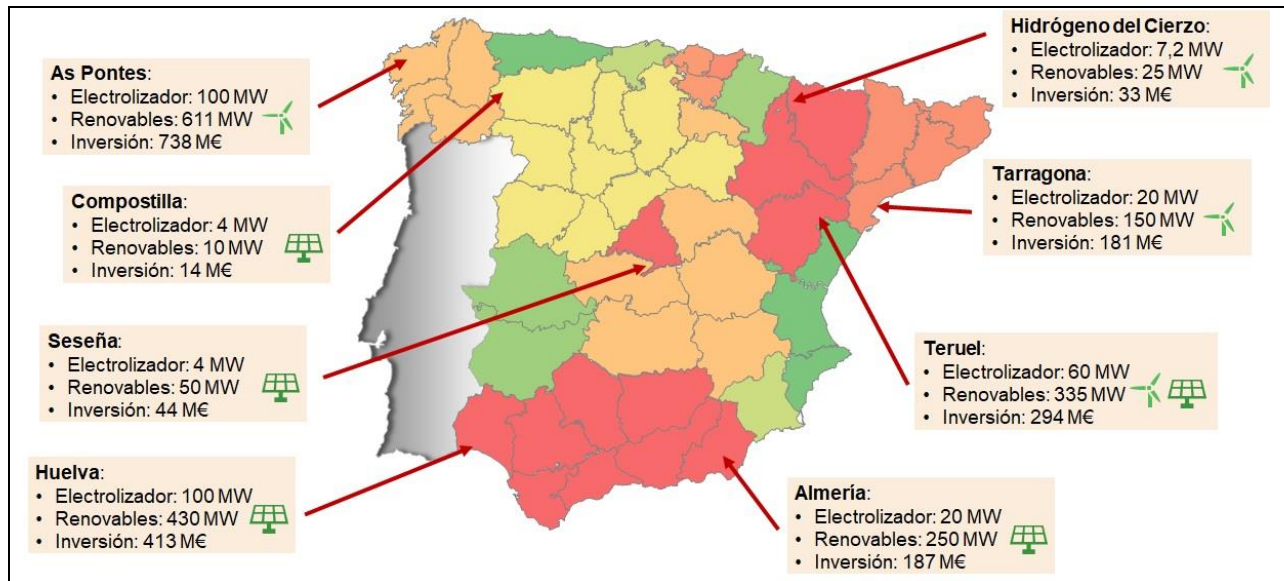 As Pontes:
• Electrolizador: 100 MW
• Renovables: 611 MW
• Inversión: 738 M€
Compostilla:
• Electrolizador: 4 MW
• Renovables: 10 MW
• Inversión: 14 M€
Seseña:
• Electrolizador: 4 MW
• Renovables: 50 MW
• Inversión: 44 M€
Huelva:
• Electrolizador: 100 MW
• Renovables: 430 MW
• Inversión: 413 M€
Hidrógeno del Cierzo:
• Electrolizador: 7,2 MW
• Renovables: 25 MW
• Inversión: 33 M€
Tarragona:
• Electrolizador: 20 MW
• Renovables: 150 MW
• Inversión: 181 M€
Teruel:
• Electrolizador: 60 MW
• Renovables: 335 MW
• Inversión: 294 M€
Almería:
• Electrolizador: 20 MW
• Renovables: 250 MW
• Inversión: 187 M€